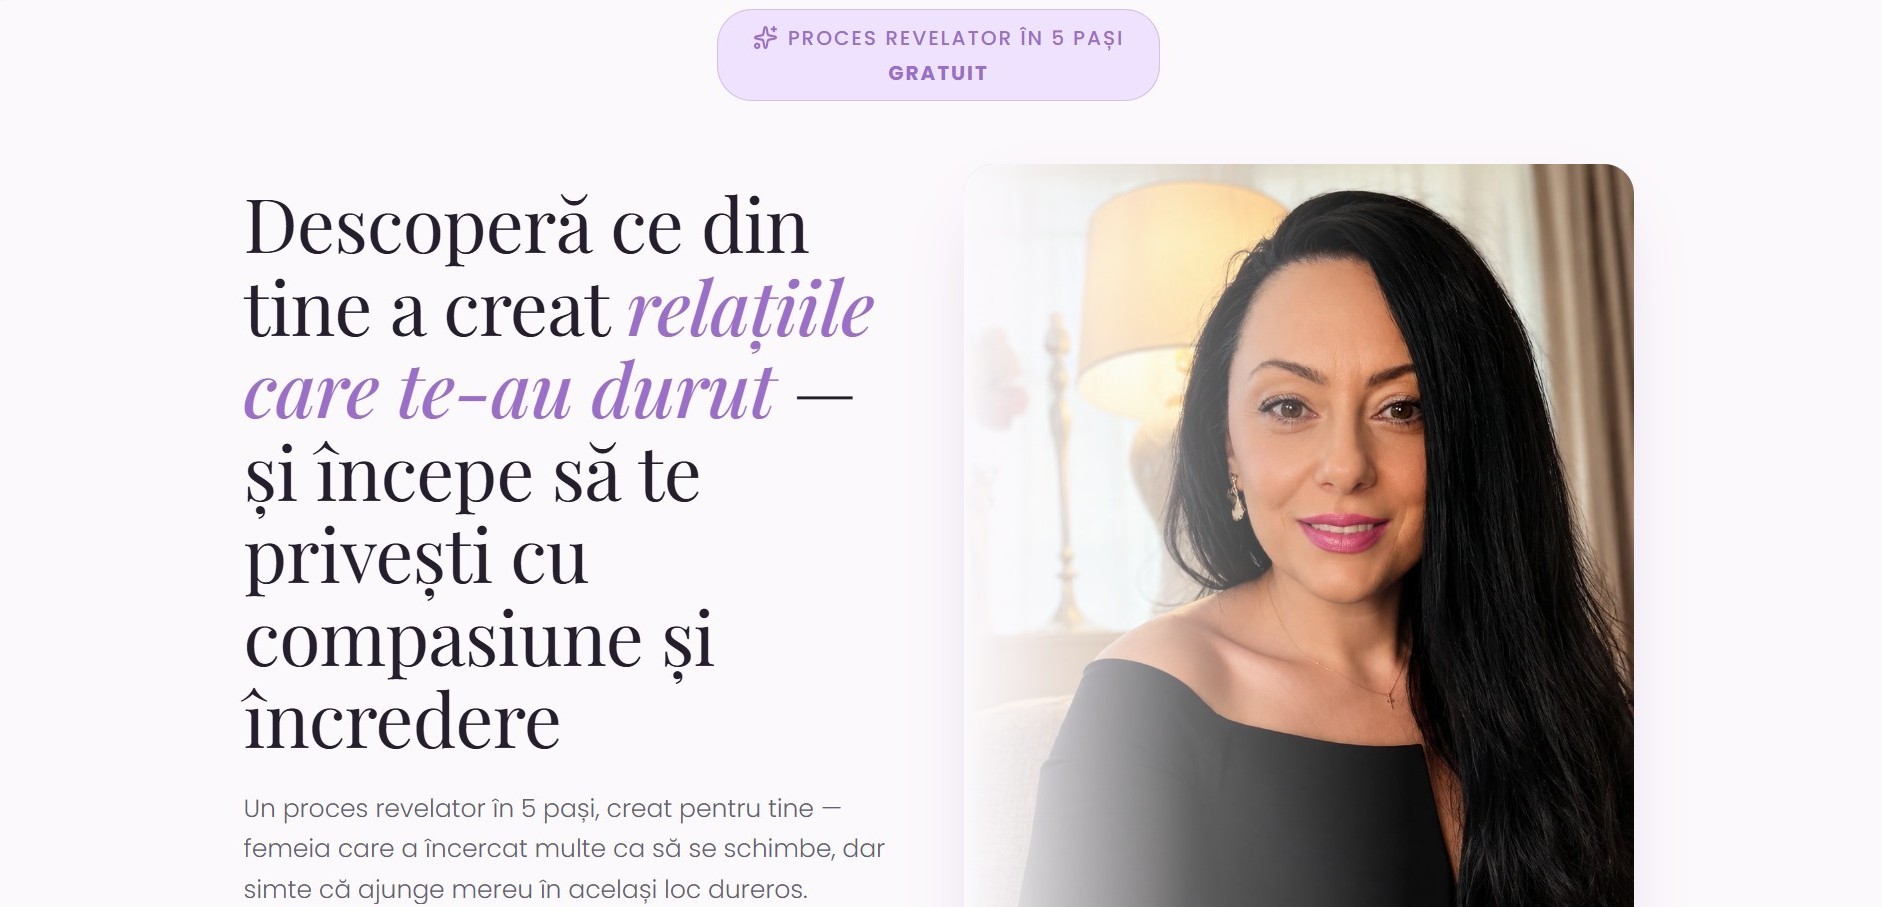 PROCES REVELATOR ÎN 5 PAȘI
GRATUIT
Descoperă ce din
tine a creat relațiile
care te-au durut —
și începe să te
privești cu
compasiune și
încredere
Un proces revelator în 5 pași, creat pentru tine —
femeia care a încercat multe ca să se schimbe, dar
simte că ajunge mereu în același loc dureros.